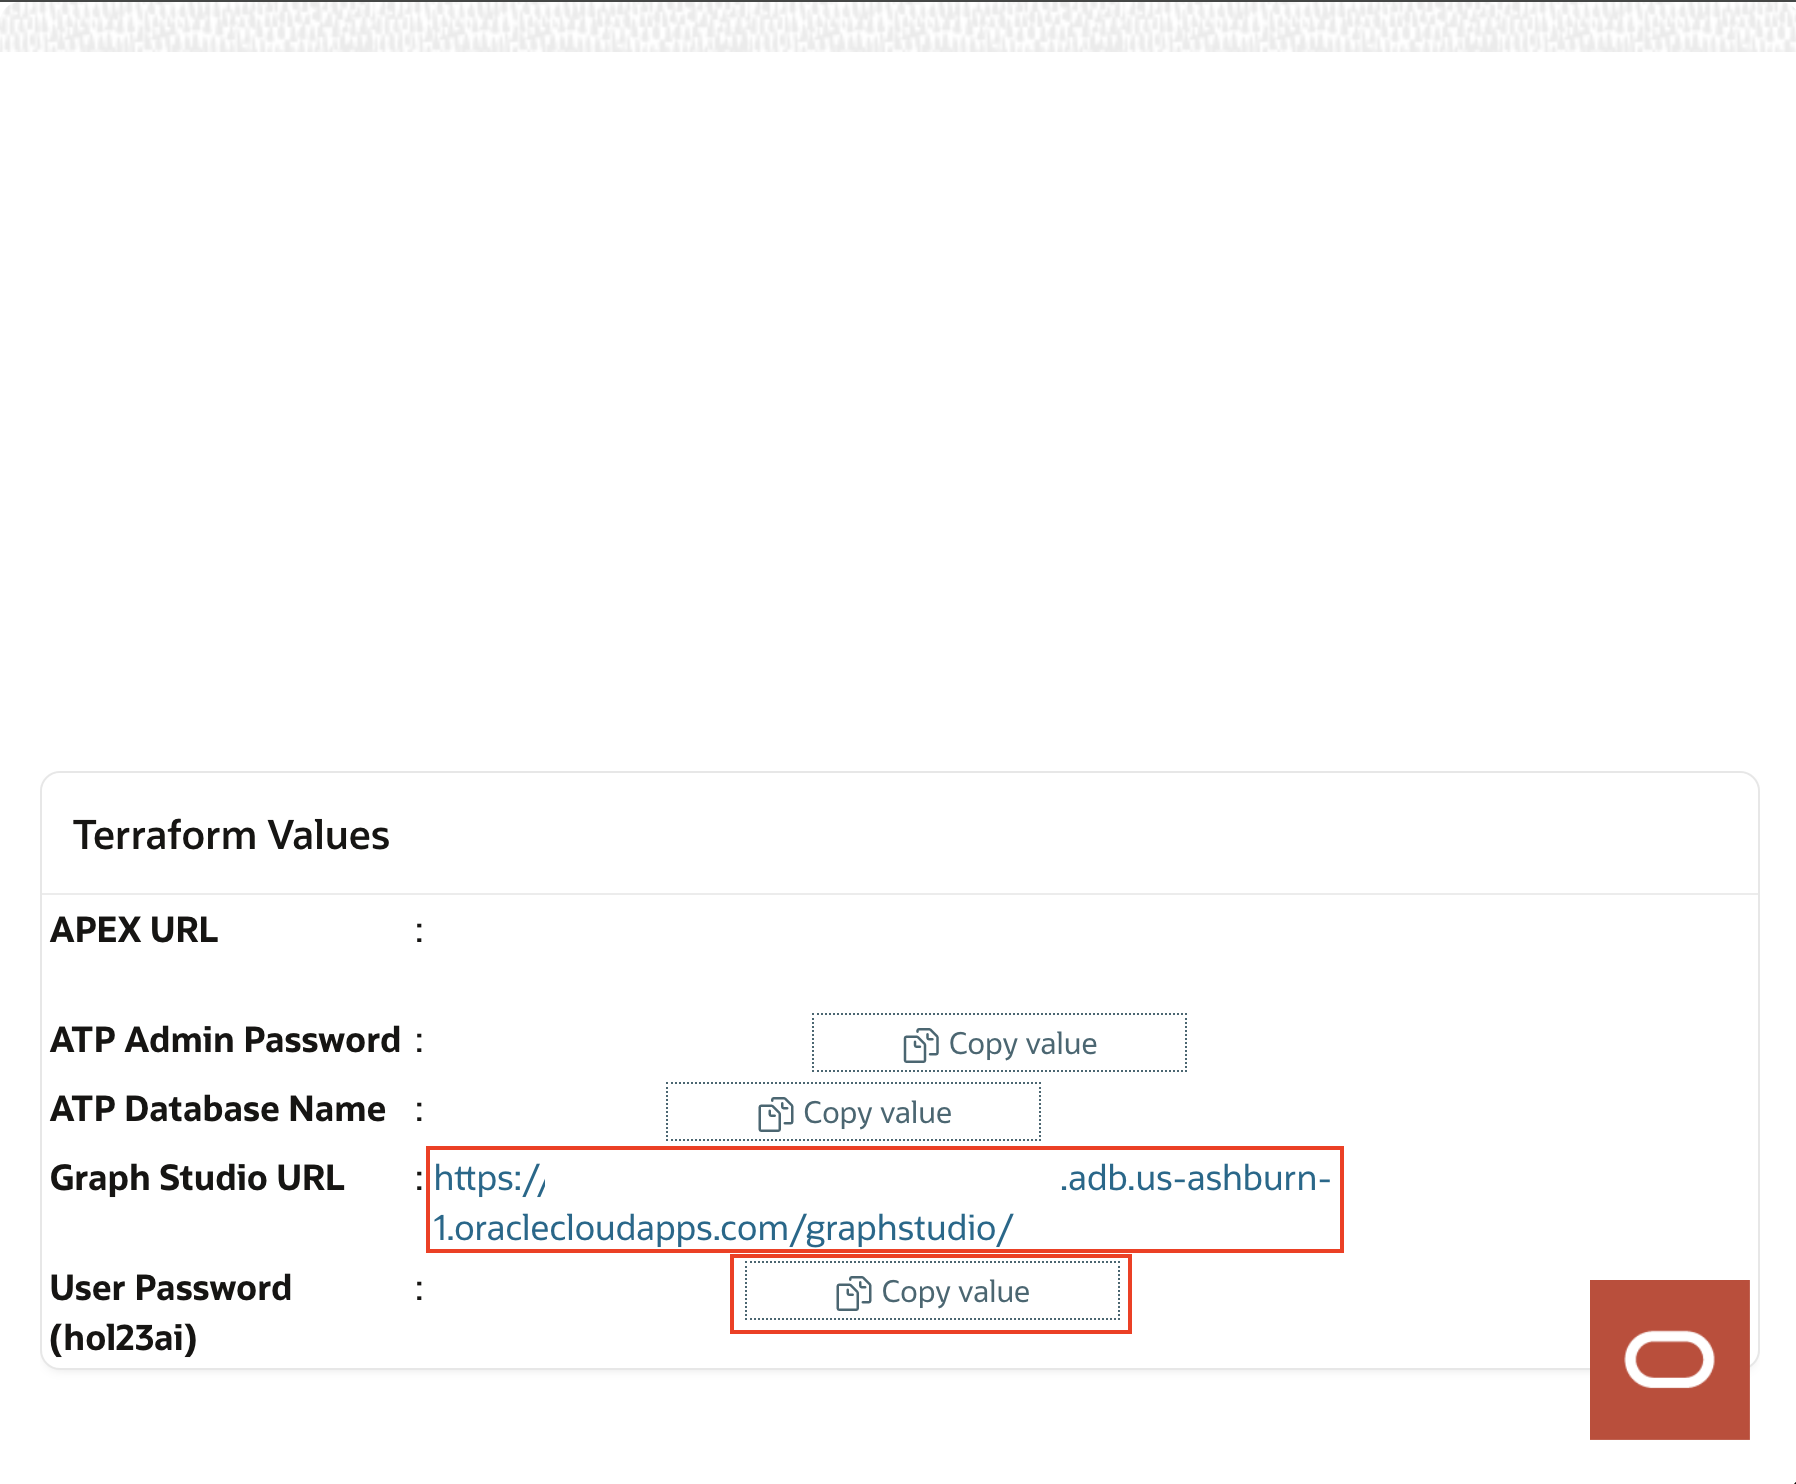 Terraform Values
APEX URL :
ATP Admin Password : Copy value
ATP Database Name : Copy value
Graph Studio URL : https:// .adb.us-ashburn-
1.oraclecloudapps.com/graphstudio/
User Password : Copy value
(hol23ai)